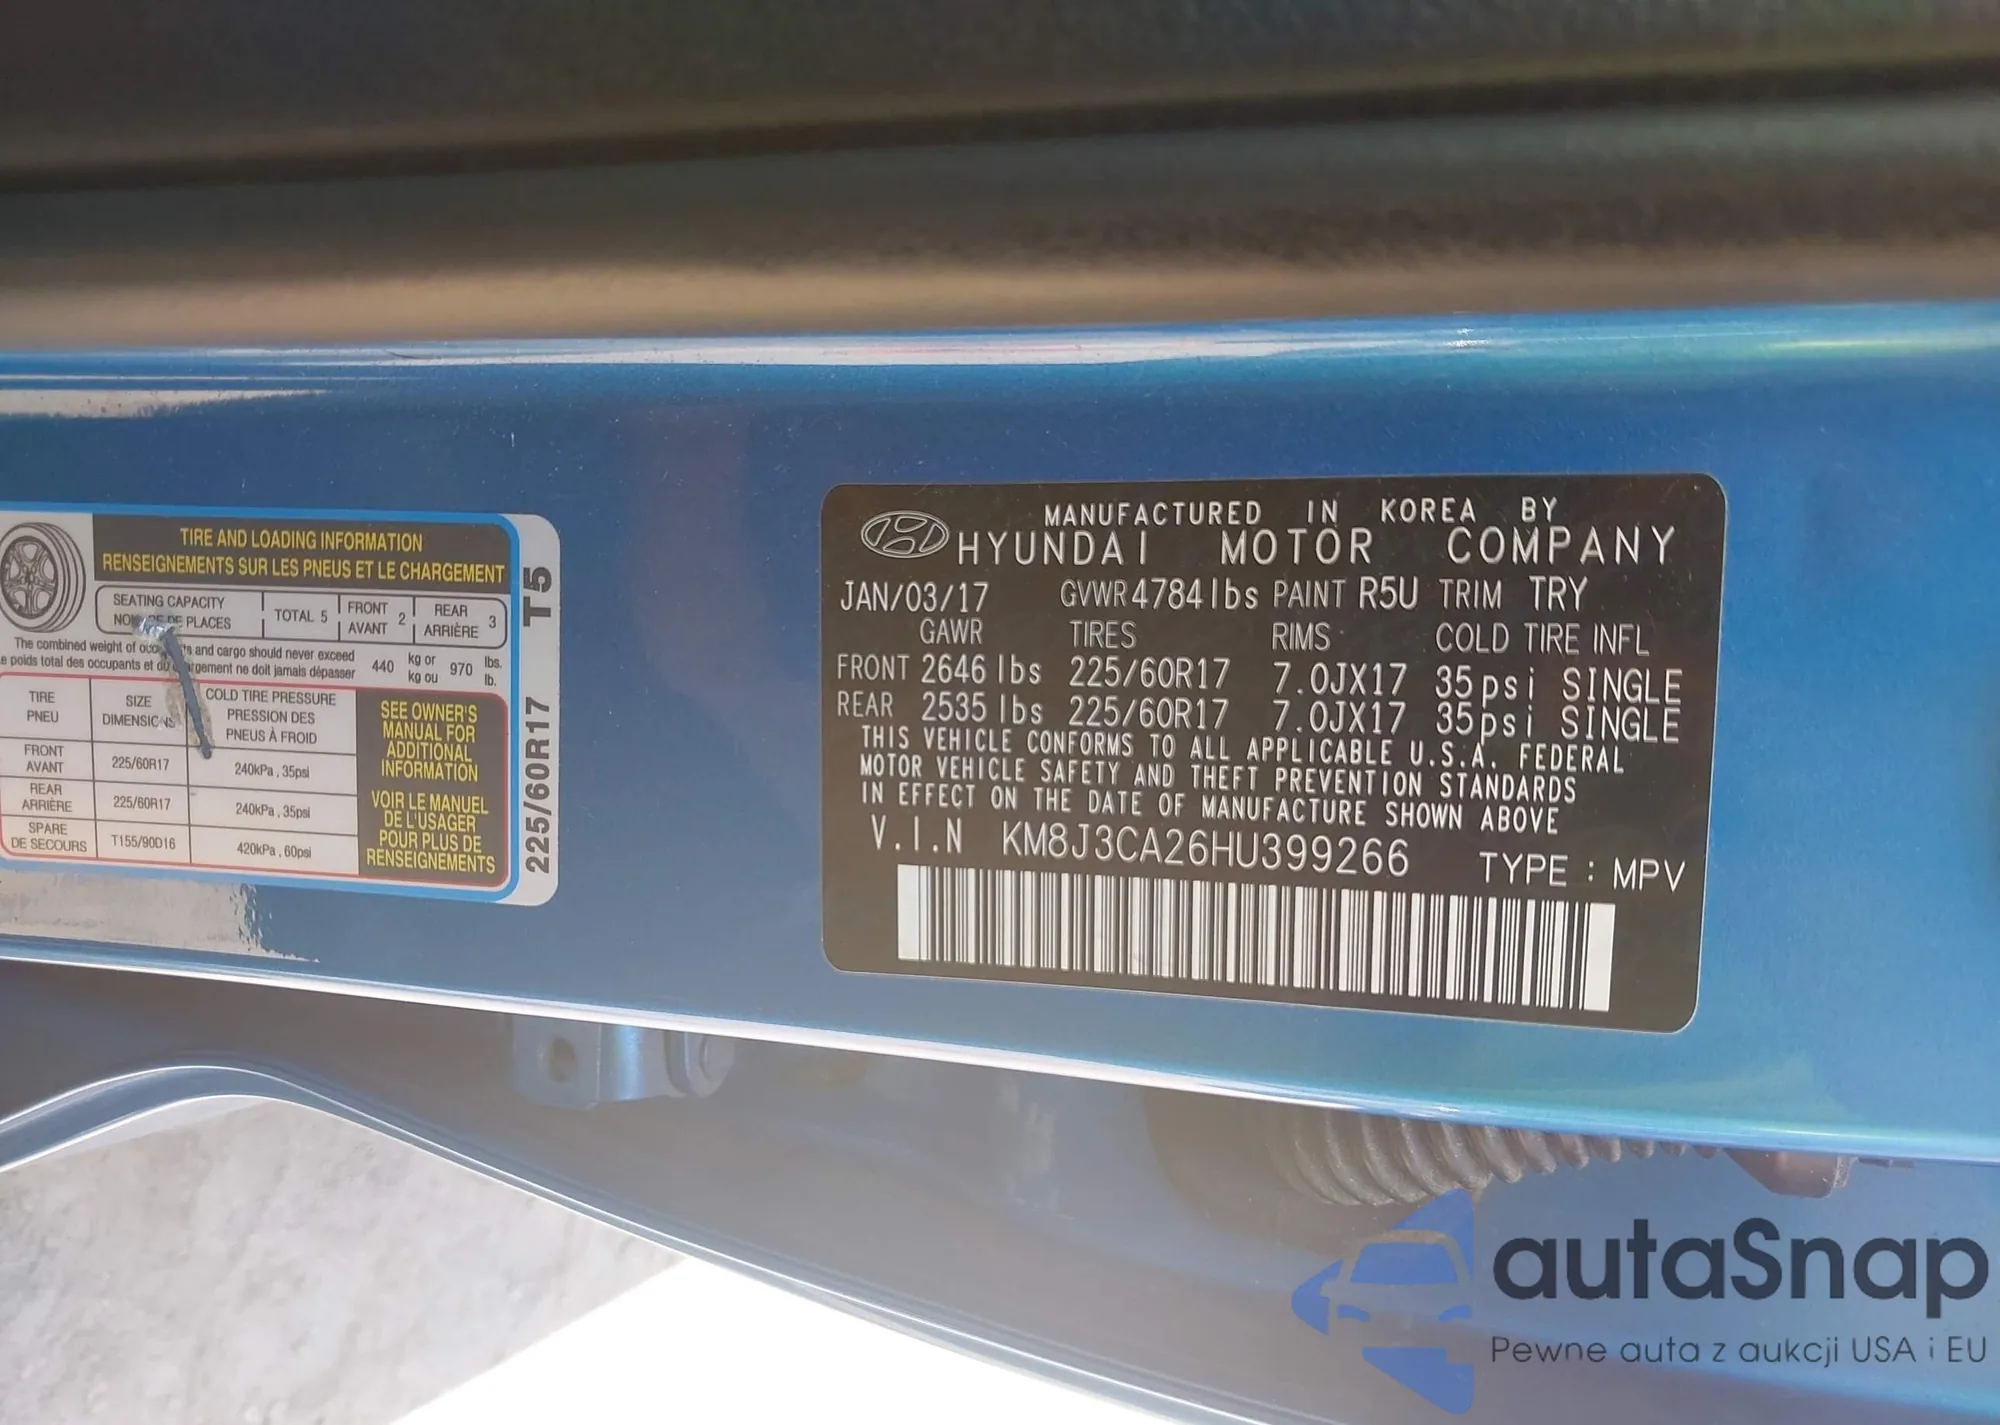 TIRE AND LOADING INFORMATION
RENSEIGNEMENTS SUR LES PNEUS ET LE CHARGEMENT
SEATING CAPACITY
PLACES
TOTAL 5
FRONT
AVANT
2
REAR
ARRIÈRE
3
The combined weight of and cargo should never exceed
poids total des occupants et ne doit jamais dépasser
440
kg or
kg ou
970
lbs.
lb.
TIRE
PNEU
SIZE
DIMENSIONS
COLD TIRE PRESSURE
PRESSION DES
PNEUS À FROID
FRONT
AVANT
225/60R17
240kPa , 35psi
REAR
ARRIÈRE
225/60R17
240kPa , 35psi
SPARE
DE SECOURS
T155/90D16
420kPa , 60psi
SEE OWNER'S
MANUAL FOR
ADDITIONAL
INFORMATION
VOIR LE MANUEL
DE L'USAGER
POUR PLUS DE
RENSEIGNEMENTS
225/60R17 T5
MANUFACTURED IN KOREA BY
HYUNDAI MOTOR COMPANY
JAN/03/17 GVWR 4784lbs PAINT R5U TRIM TRY
GAWR TIRES RIMS COLD TIRE INFL
FRONT 2646 lbs 225/60R17 7.0JX17 35psi SINGLE
REAR 2535 lbs 225/60R17 7.0JX17 35psi SINGLE
THIS VEHICLE CONFORMS TO ALL APPLICABLE U.S.A. FEDERAL
MOTOR VEHICLE SAFETY AND THEFT PREVENTION STANDARDS
IN EFFECT ON THE DATE OF MANUFACTURE SHOWN ABOVE
V.I.N KM8J3CA26HU399266 TYPE : MPV
autaSnap
Pewne auta z aukcji USA i EU